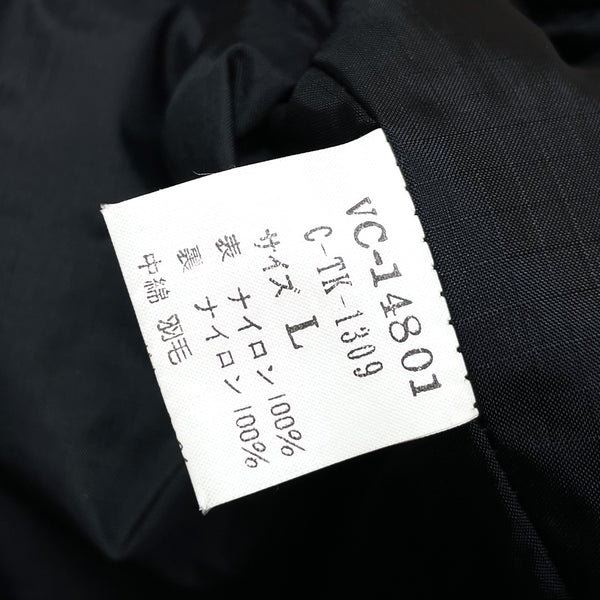 VC-14801
C-TK-1309
サイズ L
表 ナイロン 100%
裏 ナイロン 100%
中綿 羽毛